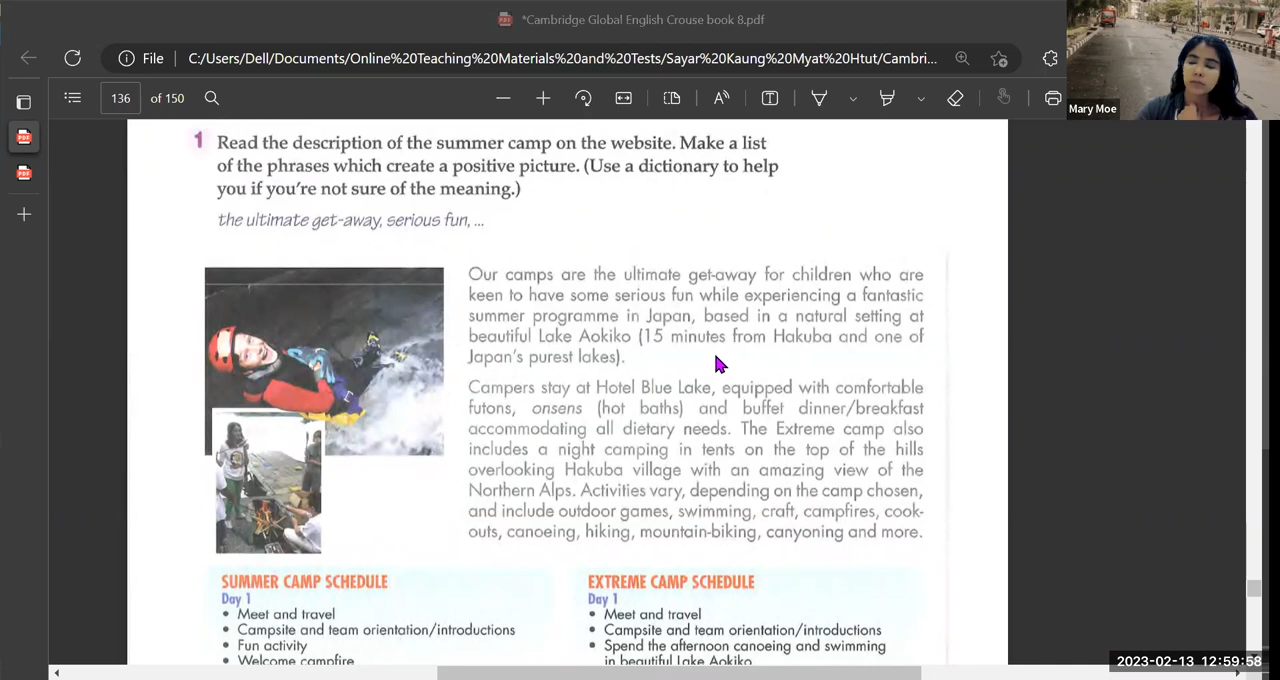 *Cambridge Global English Crouse book 8.pdf
File
C:/Users/Dell/Documents/Online%20Teaching%20Materials%20and%20Tests/Sayar%20Kaung%20Myat%20Htut/Cambri...
Mary Moe
136 of 150
1 Read the description of the summer camp on the website. Make a list
of the phrases which create a positive picture. (Use a dictionary to help
you if you're not sure of the meaning.)
the ultimate get-away, serious fun, ...
Our camps are the ultimate get-away for children who are
keen to have some serious fun while experiencing a fantastic
summer programme in Japan, based in a natural setting at
beautiful Lake Aokiko (15 minutes from Hakuba and one of
Japan's purest lakes).
Campers stay at Hotel Blue Lake, equipped with comfortable
futons, onsens (hot baths) and buffet dinner/breakfast
accommodating all dietary needs. The Extreme camp also
includes a night camping in tents on the top of the hills
overlooking Hakuba village with an amazing view of the
Northern Alps. Activities vary, depending on the camp chosen,
and include outdoor games, swimming, craft, campfires, cook-
outs, canoeing, hiking, mountain-biking, canyoning and more.
SUMMER CAMP SCHEDULE
Day 1
• Meet and travel
• Campsite and team orientation/introductions
• Fun activity
• Welcome campfire
EXTREME CAMP SCHEDULE
Day 1
• Meet and travel
• Campsite and team orientation/introductions
• Spend the afternoon canoeing and swimming
in beautiful Lake Aokiko
2023-02-13 12:59:58